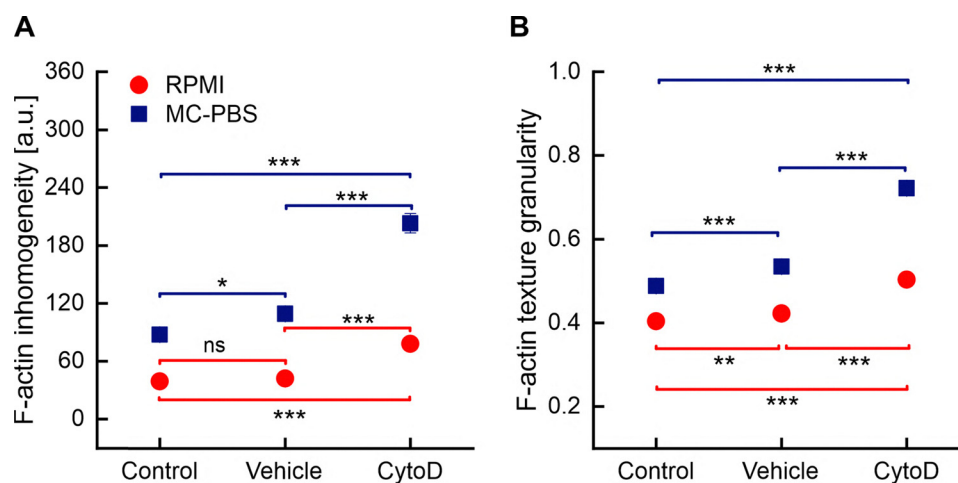 A
F-actin inhomogeneity [a.u.]
360
300
240
180
120
60
0
RPMI
MC-PBS
***
***
*
***
ns
***
Control Vehicle CytoD
B
F-actin texture granularity
1.0
0.8
0.6
0.4
0.2
***
***
***
** ***
***
Control Vehicle CytoD